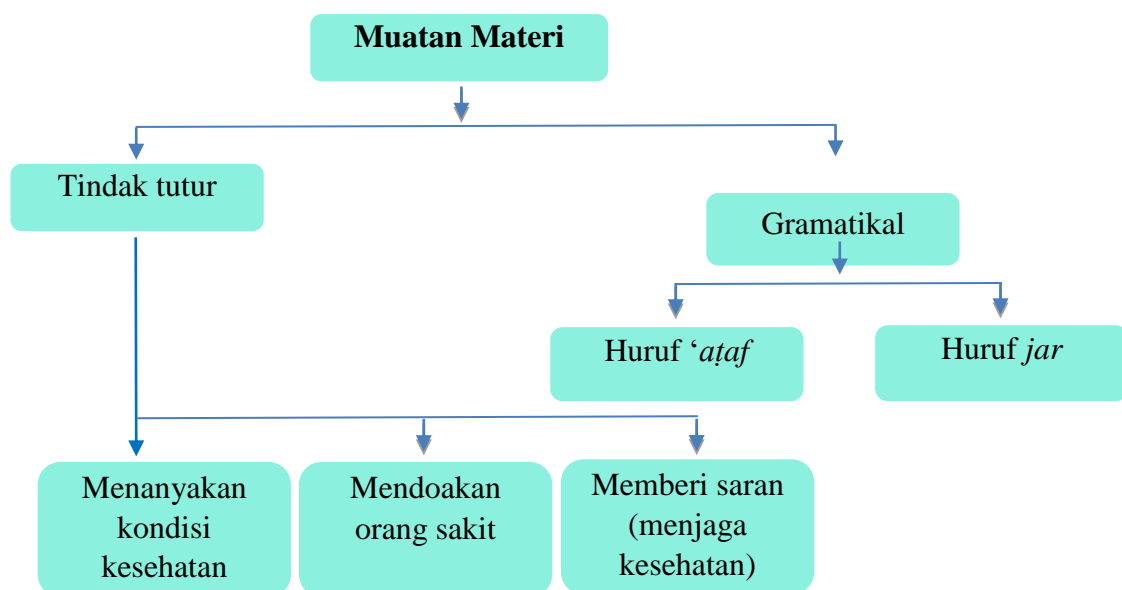 Muatan Materi
Tindak tutur
Gramatikal
Huruf ‘aṭaf
Huruf jar
Menanyakan
kondisi
kesehatan
Mendoakan
orang sakit
Memberi saran
(menjaga
kesehatan)